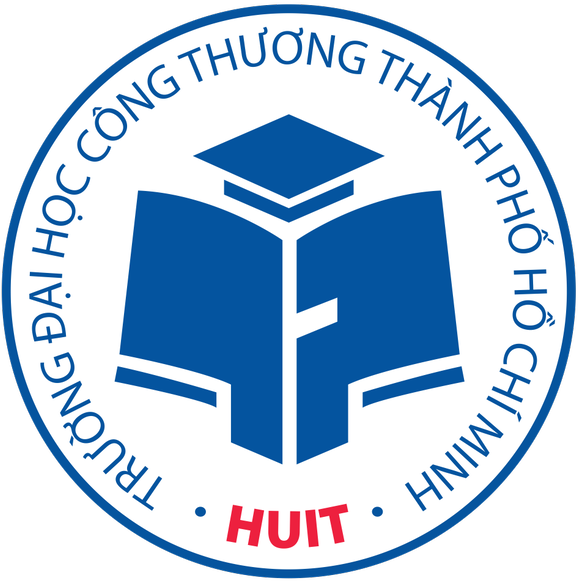 TRƯỜNG ĐẠI HỌC CÔNG THƯƠNG THÀNH PHỐ HỒ CHÍ MINH
• HUIT •